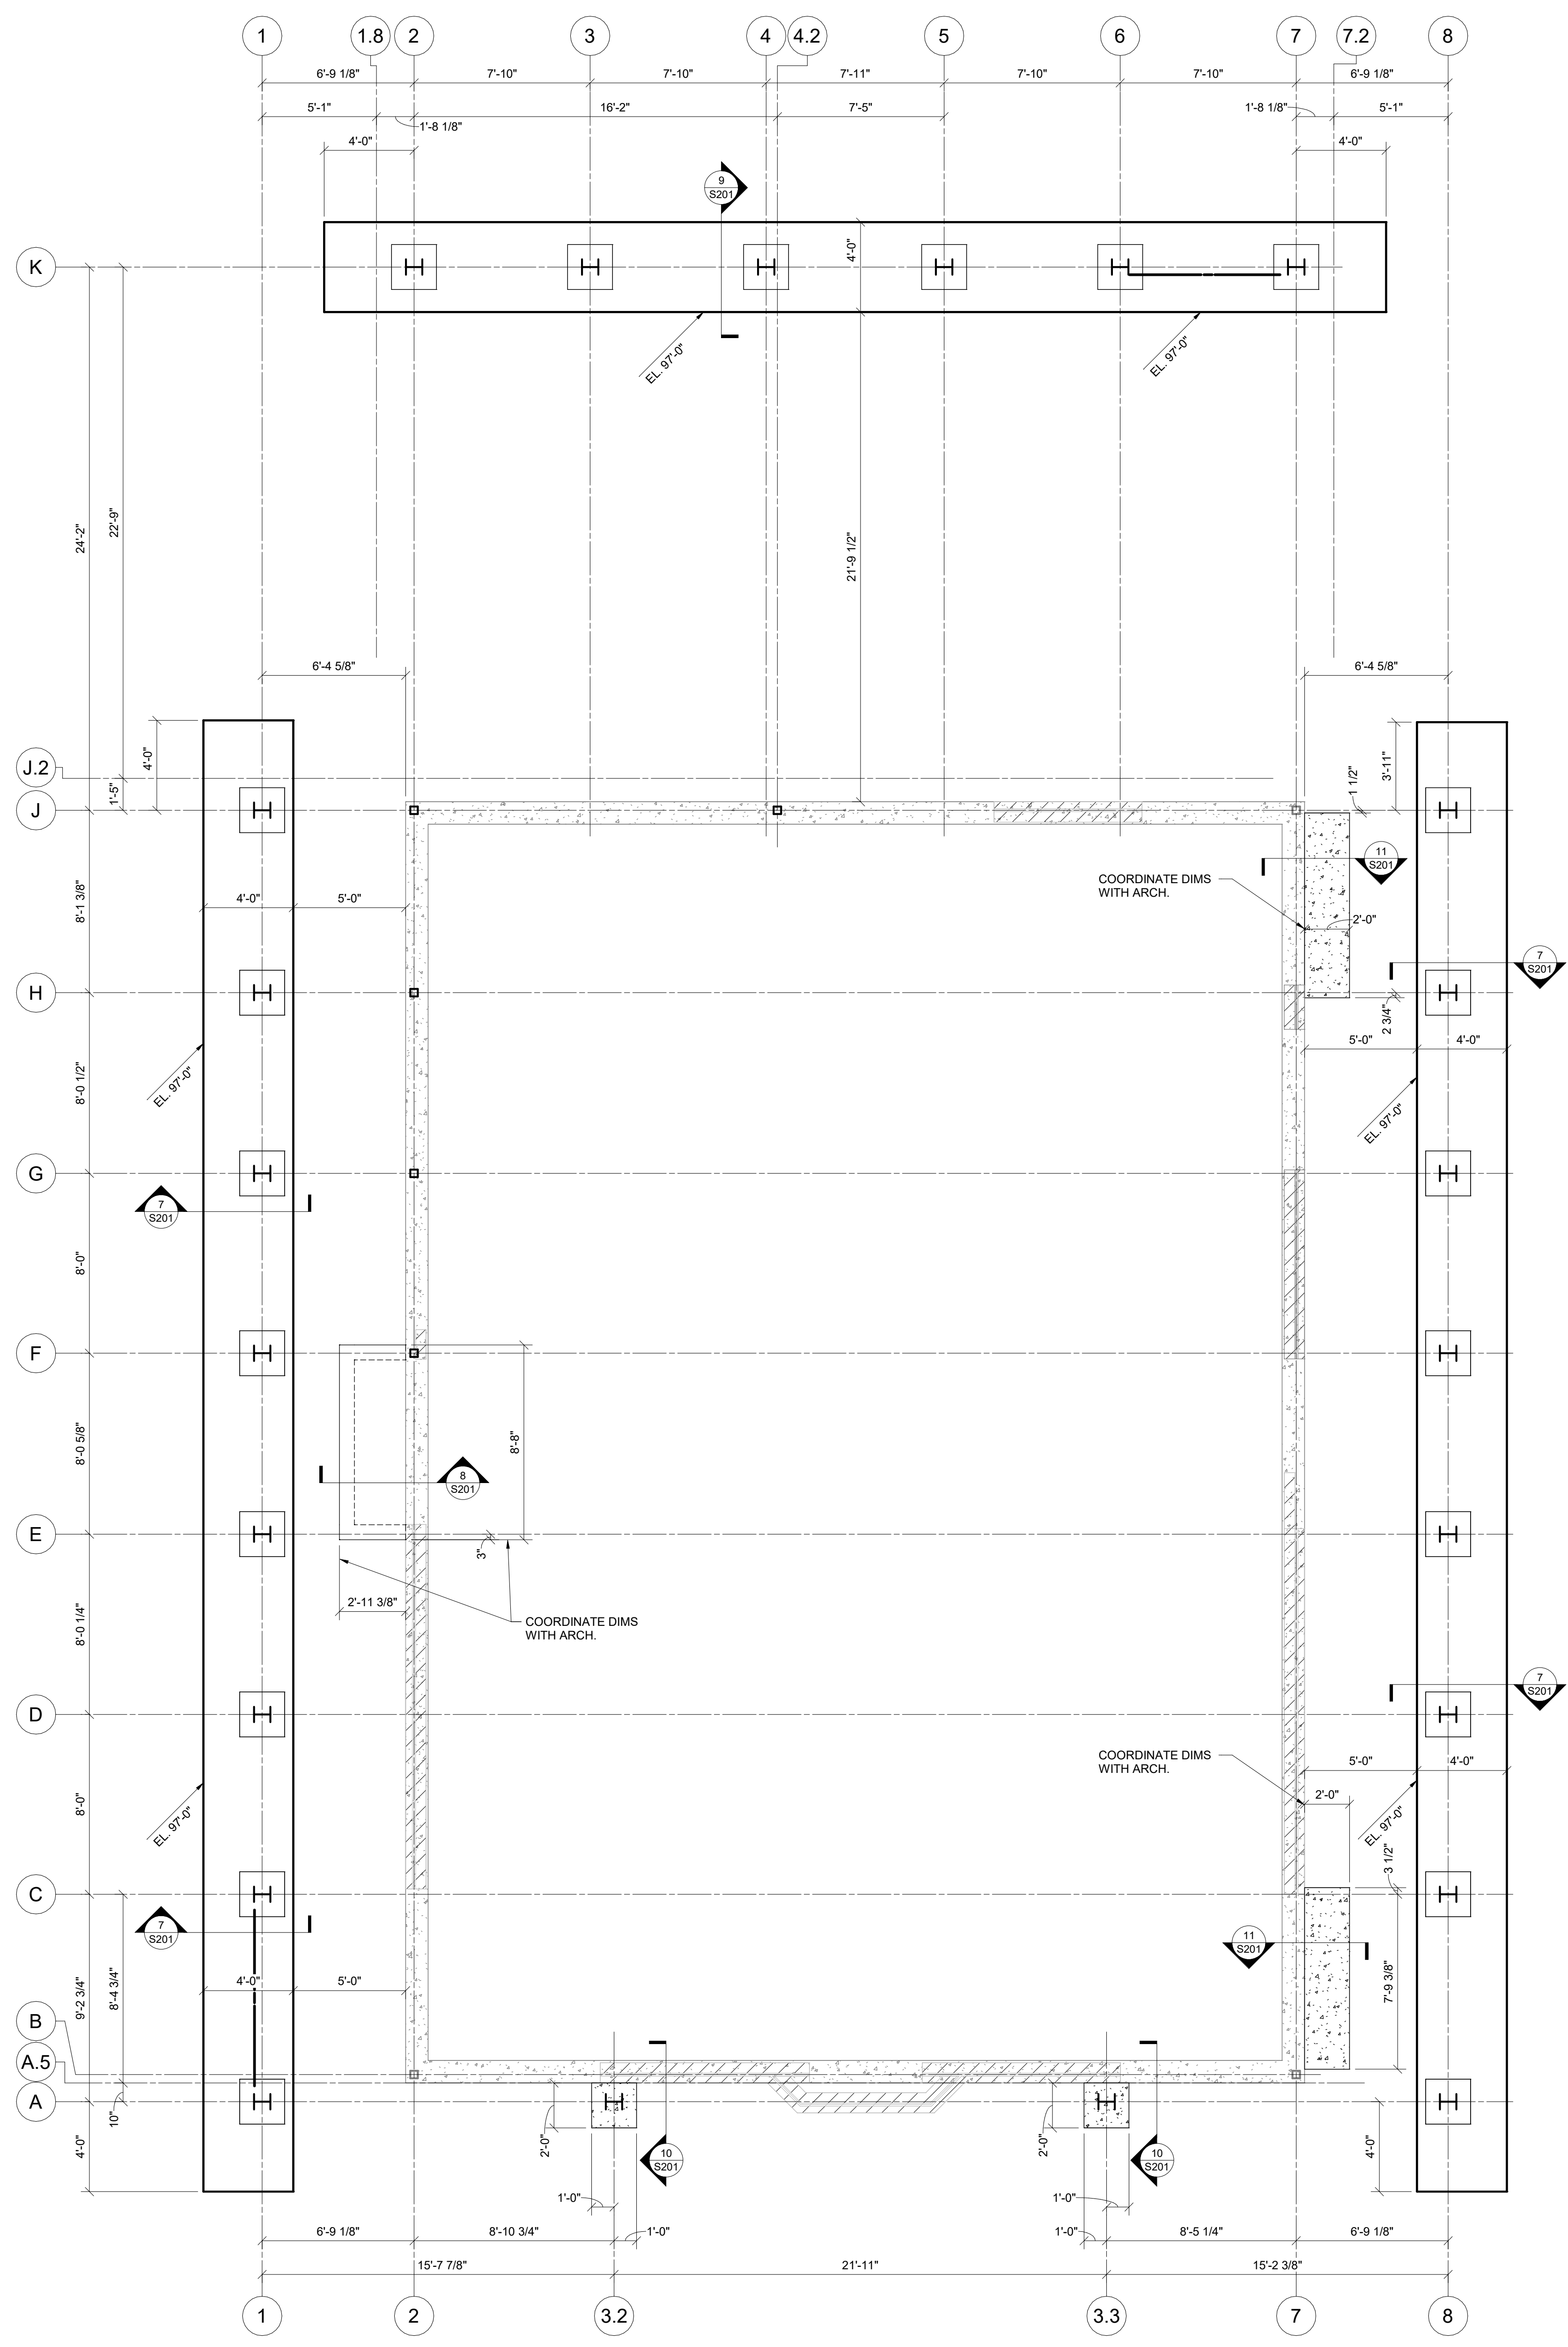 1
1.8
2
3
4
4.2
5
6
7
7.2
8
6'-9 1/8"
7'-10"
7'-10"
7'-11"
7'-10"
7'-10"
6'-9 1/8"
5'-1"
1'-8 1/8"
16'-2"
7'-5"
1'-8 1/8"
5'-1"
4'-0"
4'-0"
9
S201
K
4'-0"
EL. 97'-0"
EL. 97'-0"
24'-2"
22'-9"
21'-9 1/2"
6'-4 5/8"
6'-4 5/8"
J.2
4'-0"
1'-5"
3'-11"
1 1/2"
J
11
S201
COORDINATE DIMS
WITH ARCH.
8'-1 3/8"
4'-0"
5'-0"
2'-0"
7
S201
H
2 3/4"
5'-0"
4'-0"
EL. 97'-0"
8'-0 1/2"
EL. 97'-0"
G
7
S201
8'-0"
F
8'-8"
8'-0 5/8"
8
S201
E
3"
2'-11 3/8"
COORDINATE DIMS
WITH ARCH.
8'-0 1/4"
7
S201
D
COORDINATE DIMS
WITH ARCH.
5'-0"
4'-0"
8'-0"
EL. 97'-0"
2'-0"
EL. 97'-0"
3 1/2"
C
7
S201
11
S201
9'-2 3/4"
8'-4 3/4"
4'-0"
5'-0"
7'-9 3/8"
B
A.5
A
10"
4'-0"
2'-0"
2'-0"
4'-0"
10
S201
10
S201
1'-0"
1'-0"
6'-9 1/8"
8'-10 3/4"
1'-0"
1'-0"
8'-5 1/4"
6'-9 1/8"
15'-7 7/8"
21'-11"
15'-2 3/8"
1
2
3.2
3.3
7
8